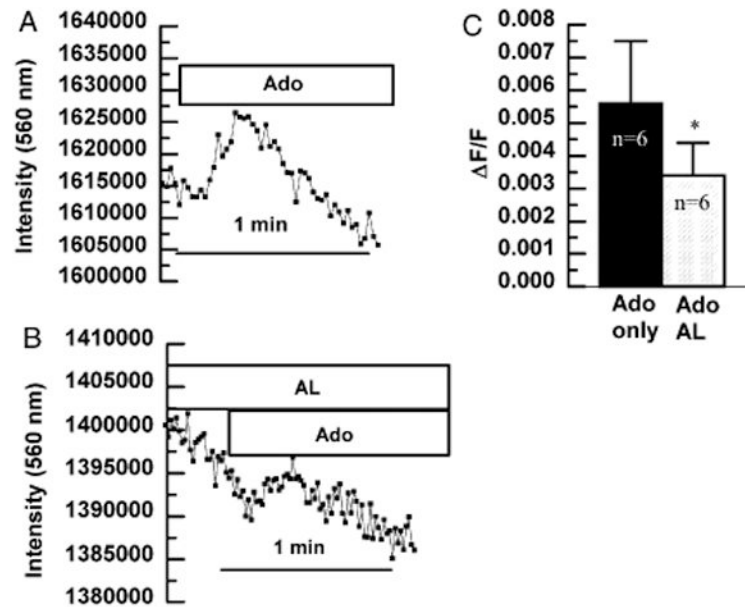 A
Intensity (560 nm)
1640000
1635000
1630000
1625000
1620000
1615000
1610000
1605000
1600000
Ado
1 min
B
Intensity (560 nm)
1410000
1405000
1400000
1395000
1390000
1385000
1380000
AL
Ado
1 min
C
ΔF/F
0.008
0.007
0.006
0.005
0.004
0.003
0.002
0.001
0.000
n=6
*
n=6
Ado only
Ado AL